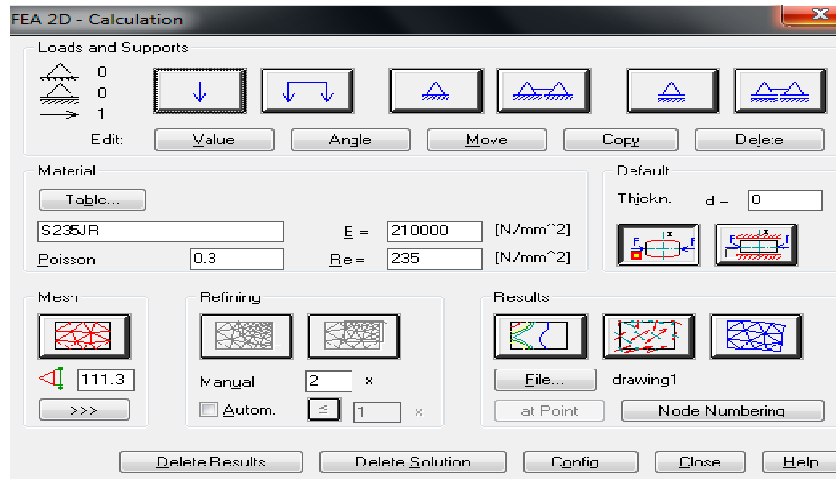 FEA 2D - Calculation
Loads and Supports
0
0
1
Edit:
Value
Angle
Move
Copy
Delete
Material
Table...
S235JR
E = 210000 [N/mm^2]
Poisson 0.3
Re = 235 [N/mm^2]
Default
Thickn. d = 0
Mesh
111.3
>>>
Refining
Manual 2 x
Autom. ≤ 1 x
Results
File... drawing1
at Point
Node Numbering
Delete Results
Delete Solution
Config
Close
Help